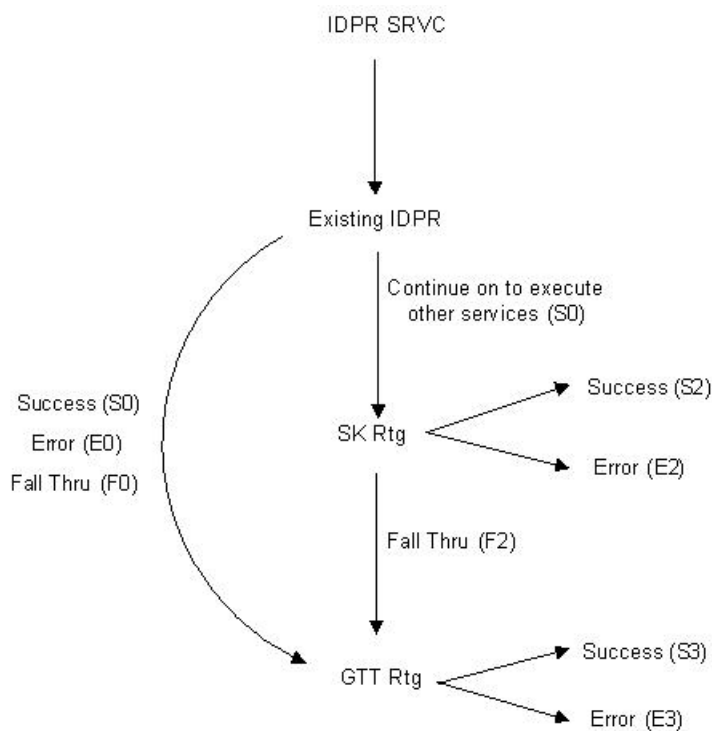 IDPR SRVC
Existing IDPR
Continue on to execute
other services (S0)
Success (S0)
Error (E0)
Fall Thru (F0)
SK Rtg
Success (S2)
Error (E2)
Fall Thru (F2)
GTT Rtg
Success (S3)
Error (E3)